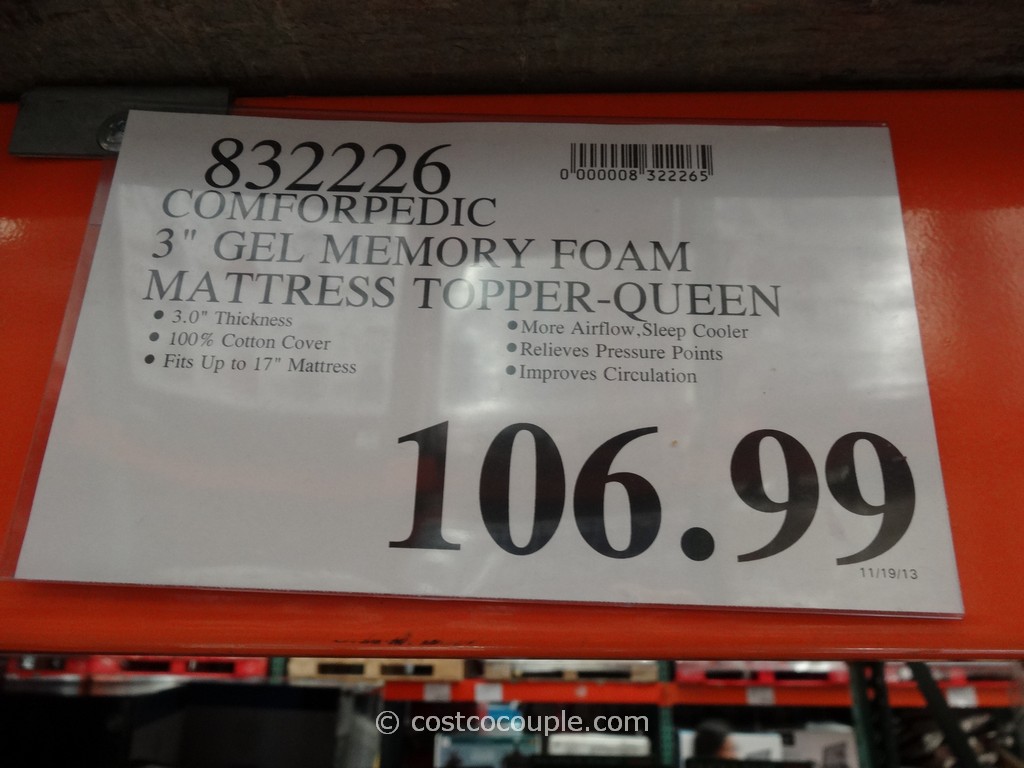 832226
0 000008 322265
COMFORPEDIC
3" GEL MEMORY FOAM
MATTRESS TOPPER-QUEEN
• 3.0" Thickness
• 100% Cotton Cover
• Fits Up to 17" Mattress
•More Airflow,Sleep Cooler
•Relieves Pressure Points
•Improves Circulation
106.99
11/19/13
© costcocouple.com